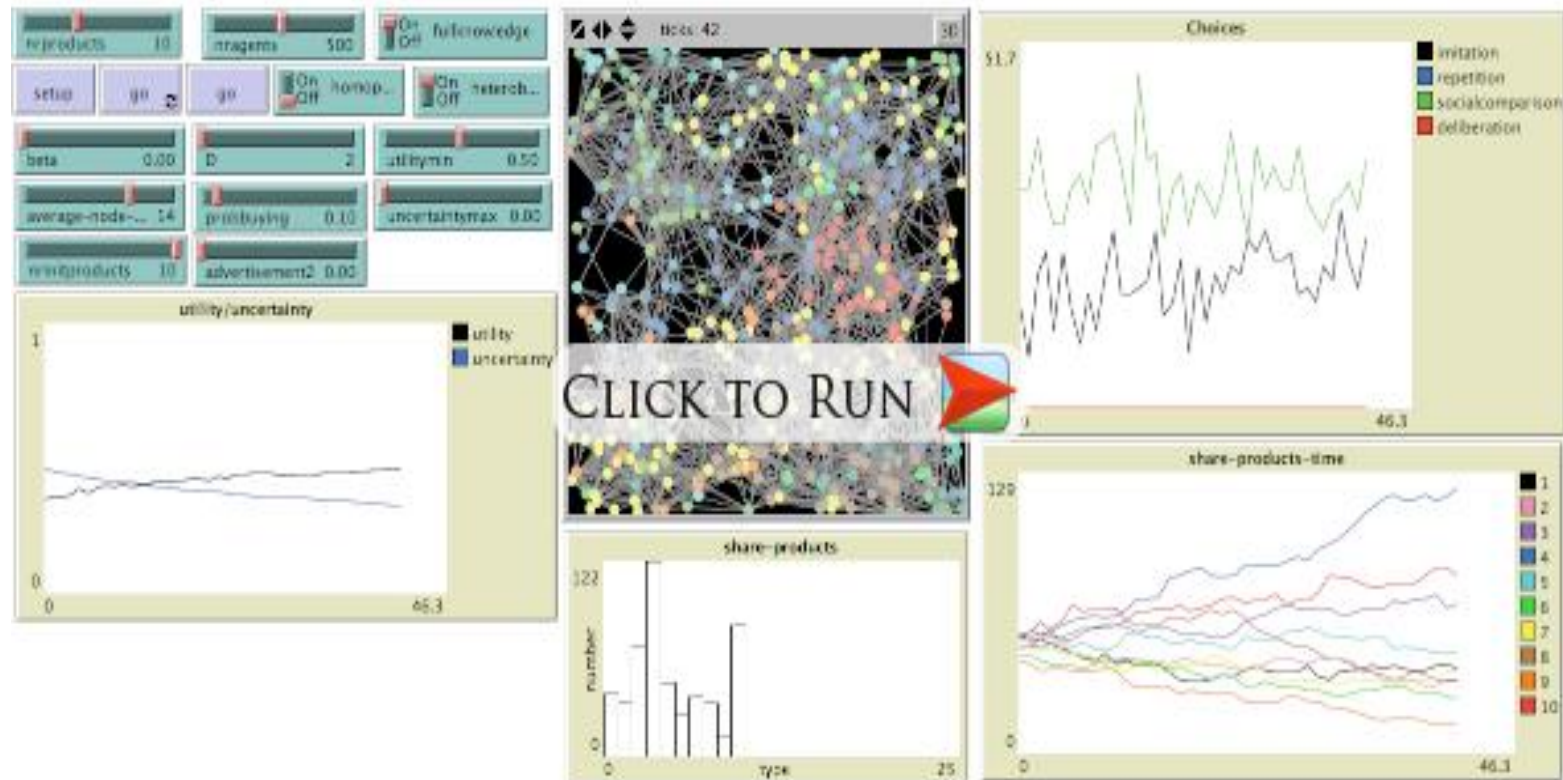 nrproducts 10
nragents 500
On
Off
setup
go
go
On
Off
homop...
On
Off
heterob...
beta 0.00
D 2
utilitymin 0.50
average-node-... 14
probbuying 0.10
uncertaintymax 0.00
nrinitproducts 10
advertisement2 0.00
utility/uncertainty
1
0
0
46.3
utility
uncertainty
ticks: 42
3D
CLICK TO RUN
share-products
122
number
0
0
Type
25
Choices
51.7
46.3
imitation
repetition
socialcomparison
deliberation
share-products-time
129
0
0
46.3
1
2
3
4
5
6
7
8
9
10